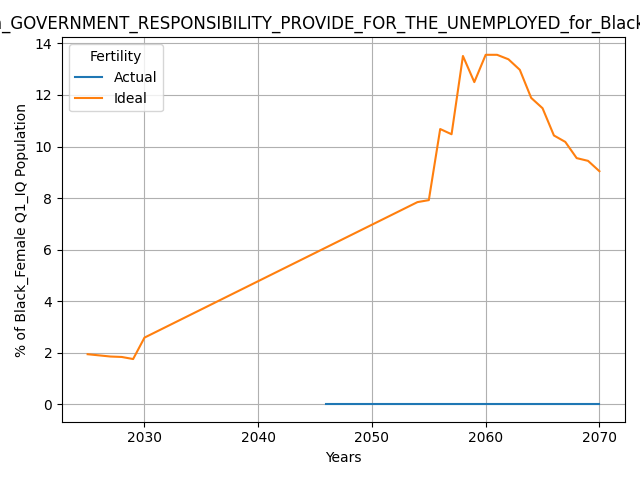 GOVERNMENT_RESPONSIBILITY_PROVIDE_FOR_THE_UNEMPLOYED_for_Black
Fertility
Actual
Ideal
% of Black_Female Q1_IQ Population
14
12
10
8
6
4
2
0
2030 2040 2050 2060 2070
Years